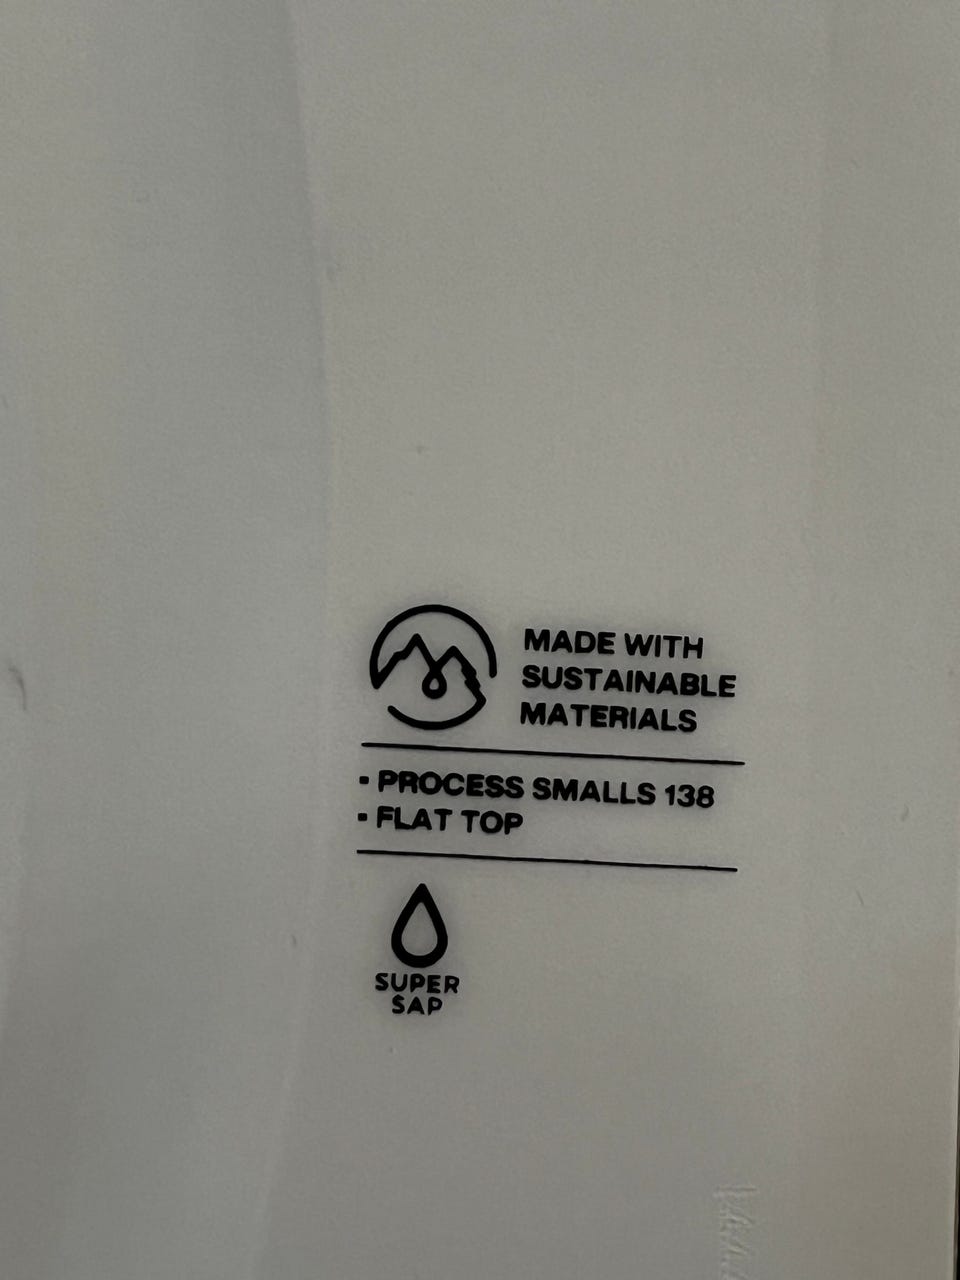 MADE WITH
SUSTAINABLE
MATERIALS
▪ PROCESS SMALLS 138
▪ FLAT TOP
SUPER
SAP